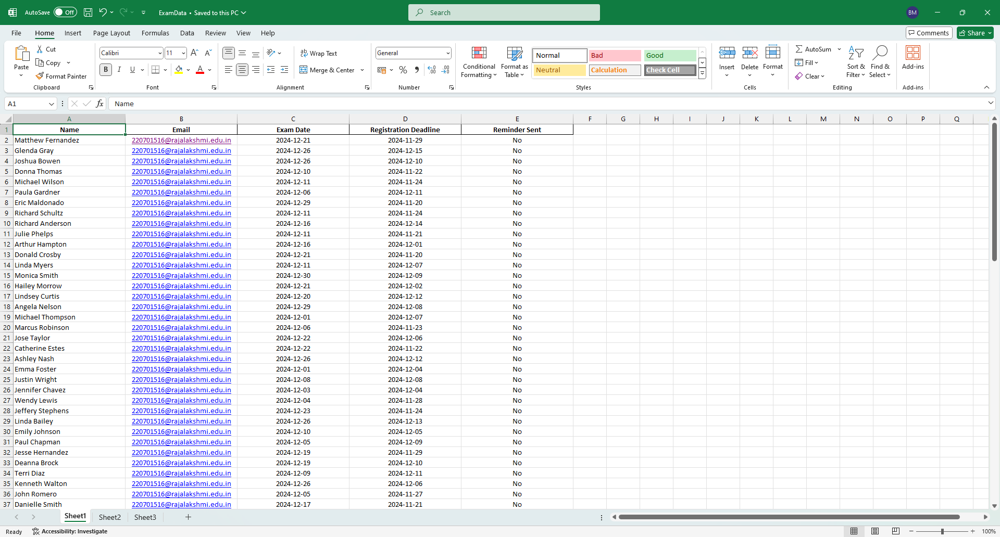 AutoSave Off ExamData • Saved to this PC Search BM
File Home Insert Page Layout Formulas Data Review View Help Comments Share
Paste Cut Copy Format Painter Clipboard
Calibri 11 B I U A Font
Wrap Text Merge & Center Alignment
General % Number
Conditional Formatting Format as Table
Normal Bad Good
Neutral Calculation Check Cell
Styles
Insert Delete Format Cells
AutoSum Fill Clear Sort & Filter Find & Select Editing
Add-ins Add-ins
A1 fx Name
A B C D E F G H I J K L M N O P Q
1 Name Email Exam Date Registration Deadline Reminder Sent
2 Matthew Fernandez 220701516@rajalakshmi.edu.in 2024-12-21 2024-11-29 No
3 Glenda Gray 220701516@rajalakshmi.edu.in 2024-12-26 2024-12-15 No
4 Joshua Bowen 220701516@rajalakshmi.edu.in 2024-12-26 2024-12-10 No
5 Donna Thomas 220701516@rajalakshmi.edu.in 2024-12-10 2024-11-22 No
6 Michael Wilson 220701516@rajalakshmi.edu.in 2024-12-11 2024-11-24 No
7 Paula Gardner 220701516@rajalakshmi.edu.in 2024-12-06 2024-12-11 No
8 Eric Maldonado 220701516@rajalakshmi.edu.in 2024-12-29 2024-11-20 No
9 Richard Schultz 220701516@rajalakshmi.edu.in 2024-12-11 2024-11-24 No
10 Richard Anderson 220701516@rajalakshmi.edu.in 2024-12-16 2024-12-14 No
11 Julie Phelps 220701516@rajalakshmi.edu.in 2024-12-11 2024-11-21 No
12 Arthur Hampton 220701516@rajalakshmi.edu.in 2024-12-16 2024-12-01 No
13 Donald Crosby 220701516@rajalakshmi.edu.in 2024-12-21 2024-11-20 No
14 Linda Myers 220701516@rajalakshmi.edu.in 2024-12-11 2024-12-07 No
15 Monica Smith 220701516@rajalakshmi.edu.in 2024-12-30 2024-12-09 No
16 Hailey Morrow 220701516@rajalakshmi.edu.in 2024-12-21 2024-12-02 No
17 Lindsey Curtis 220701516@rajalakshmi.edu.in 2024-12-20 2024-12-12 No
18 Angela Nelson 220701516@rajalakshmi.edu.in 2024-12-29 2024-12-08 No
19 Michael Thompson 220701516@rajalakshmi.edu.in 2024-12-01 2024-12-07 No
20 Marcus Robinson 220701516@rajalakshmi.edu.in 2024-12-06 2024-11-23 No
21 Jose Taylor 220701516@rajalakshmi.edu.in 2024-12-22 2024-12-06 No
22 Catherine Estes 220701516@rajalakshmi.edu.in 2024-12-22 2024-11-22 No
23 Ashley Nash 220701516@rajalakshmi.edu.in 2024-12-26 2024-12-12 No
24 Emma Foster 220701516@rajalakshmi.edu.in 2024-12-01 2024-12-04 No
25 Justin Wright 220701516@rajalakshmi.edu.in 2024-12-08 2024-12-08 No
26 Jennifer Chavez 220701516@rajalakshmi.edu.in 2024-12-03 2024-12-04 No
27 Wendy Lewis 220701516@rajalakshmi.edu.in 2024-12-04 2024-11-28 No
28 Jeffery Stephens 220701516@rajalakshmi.edu.in 2024-12-23 2024-11-24 No
29 Linda Bailey 220701516@rajalakshmi.edu.in 2024-12-26 2024-12-13 No
30 Emily Johnson 220701516@rajalakshmi.edu.in 2024-12-10 2024-12-05 No
31 Paul Chapman 220701516@rajalakshmi.edu.in 2024-12-05 2024-12-09 No
32 Jesse Hernandez 220701516@rajalakshmi.edu.in 2024-12-19 2024-11-29 No
33 Deanna Brock 220701516@rajalakshmi.edu.in 2024-12-19 2024-12-10 No
34 Terri Diaz 220701516@rajalakshmi.edu.in 2024-12-09 2024-12-11 No
35 Kenneth Walton 220701516@rajalakshmi.edu.in 2024-12-26 2024-12-06 No
36 John Romero 220701516@rajalakshmi.edu.in 2024-12-05 2024-11-27 No
37 Danielle Smith 220701516@rajalakshmi.edu.in 2024-12-17 2024-11-21 No
Sheet1 Sheet2 Sheet3
Ready Accessibility: Investigate 100%